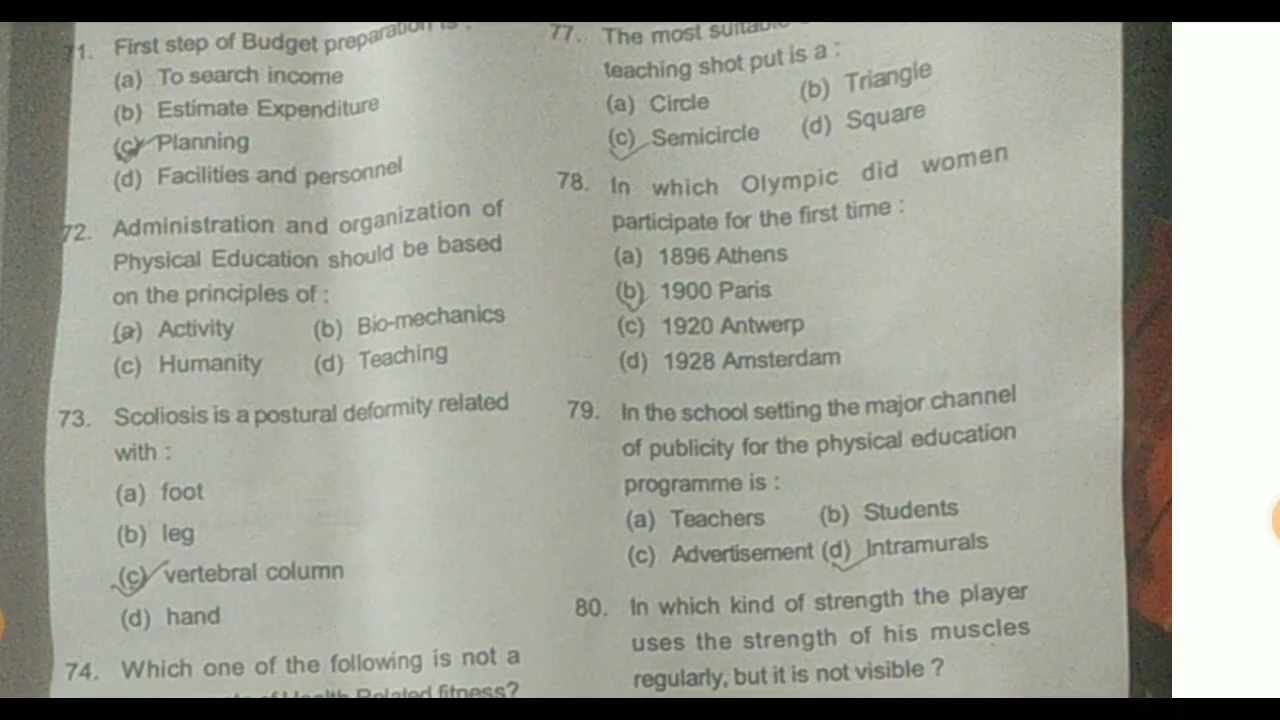 71. First step of Budget preparation is :
(a) To search income
(b) Estimate Expenditure
(c) Planning
(d) Facilities and personnel
72. Administration and organization of
Physical Education should be based
on the principles of :
(a) Activity (b) Bio-mechanics
(c) Humanity (d) Teaching
73. Scoliosis is a postural deformity related
with :
(a) foot
(b) leg
(c) vertebral column
(d) hand
74. Which one of the following is not a
of Health Related fitness?
77. The most suitable
teaching shot put is a :
(a) Circle (b) Triangle
(c) Semicircle (d) Square
78. In which Olympic did women
participate for the first time :
(a) 1896 Athens
(b) 1900 Paris
(c) 1920 Antwerp
(d) 1928 Amsterdam
79. In the school setting the major channel
of publicity for the physical education
programme is :
(a) Teachers (b) Students
(c) Advertisement (d) Intramurals
80. In which kind of strength the player
uses the strength of his muscles
regularly, but it is not visible ?